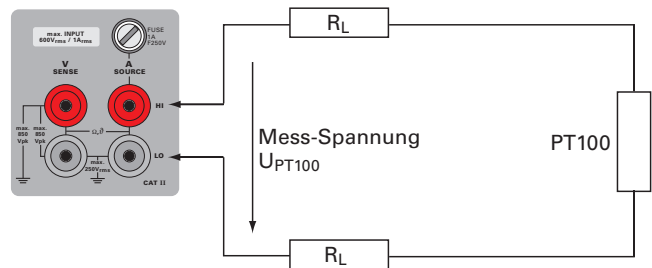 max. INPUT
600Vrms / 1Arms
FUSE
1A
F250V
V
SENSE
A
SOURCE
HI
max.
850
Vpk
max.
850
Vpk
Ω,ϑ
LO
max.
250Vrms
CAT II
RL
Mess-Spannung
UPT100
PT100
RL